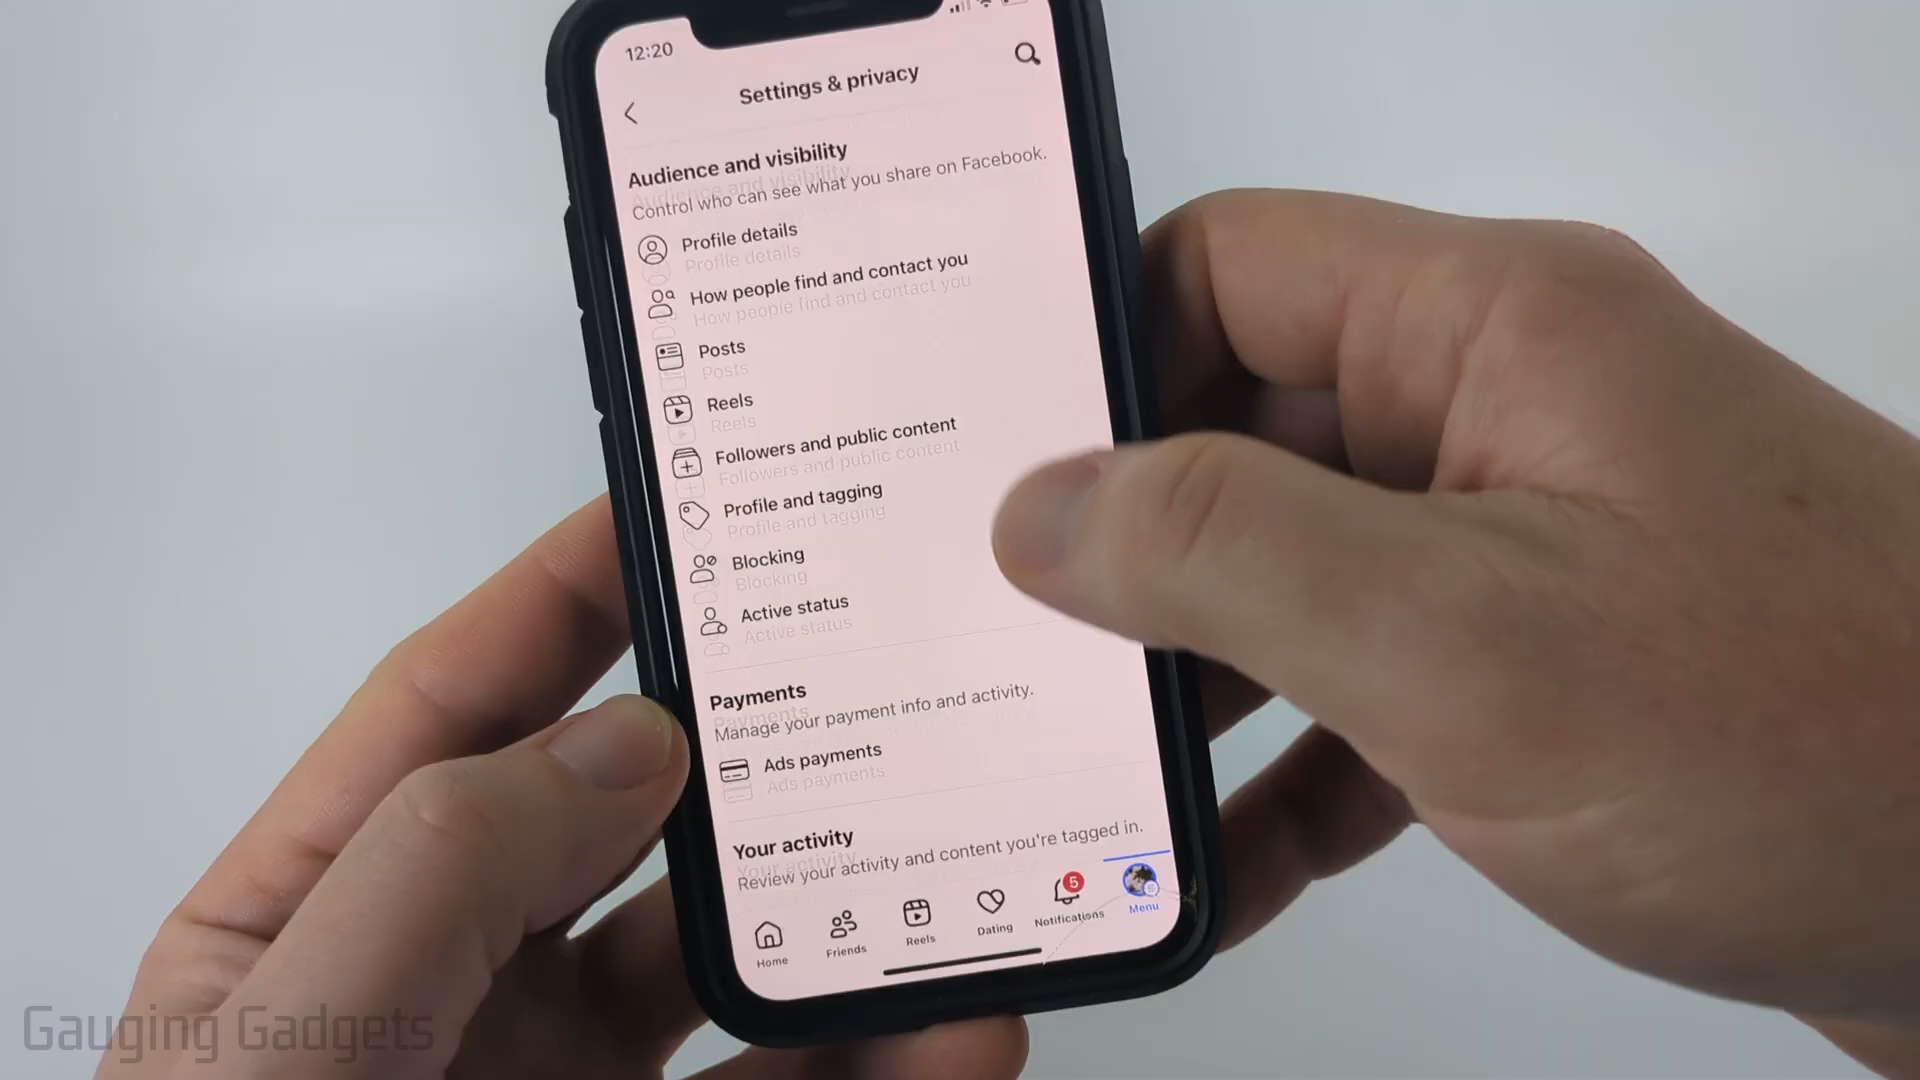 12:20
Settings & privacy
Audience and visibility
Control who can see what you share on Facebook.
Profile details
How people find and contact you
Posts
Reels
Followers and public content
Profile and tagging
Blocking
Active status
Payments
Manage your payment info and activity.
Ads payments
Your activity
Review your activity and content you're tagged in.
5
Home
Friends
Reels
Dating
Notifications
Menu
Gauging Gadgets